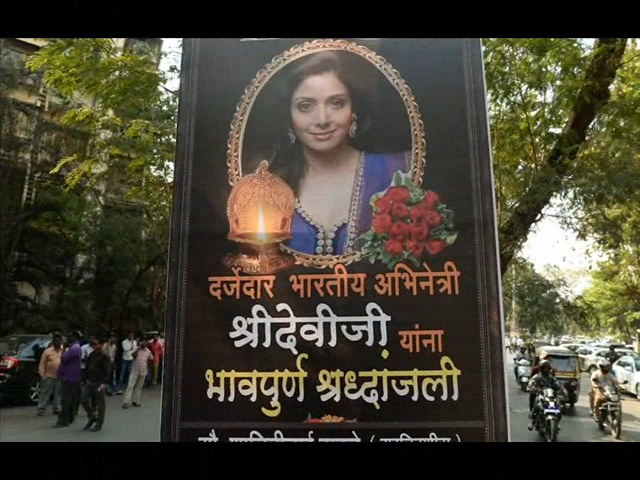 दर्जेदार भारतीय अभिनेत्री
श्रीदेवीजी यांना
भावपुर्ण श्रध्दांजली
सौ.